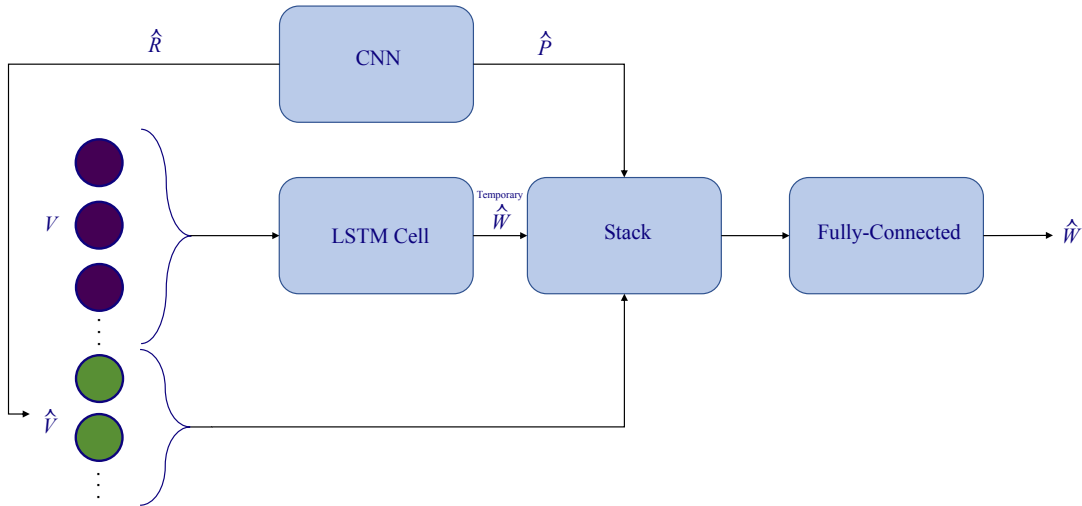 R̂
CNN
P̂
V
LSTM Cell
Temporary
Ŵ
Stack
Fully-Connected
Ŵ
. . . .
V̂
. . .